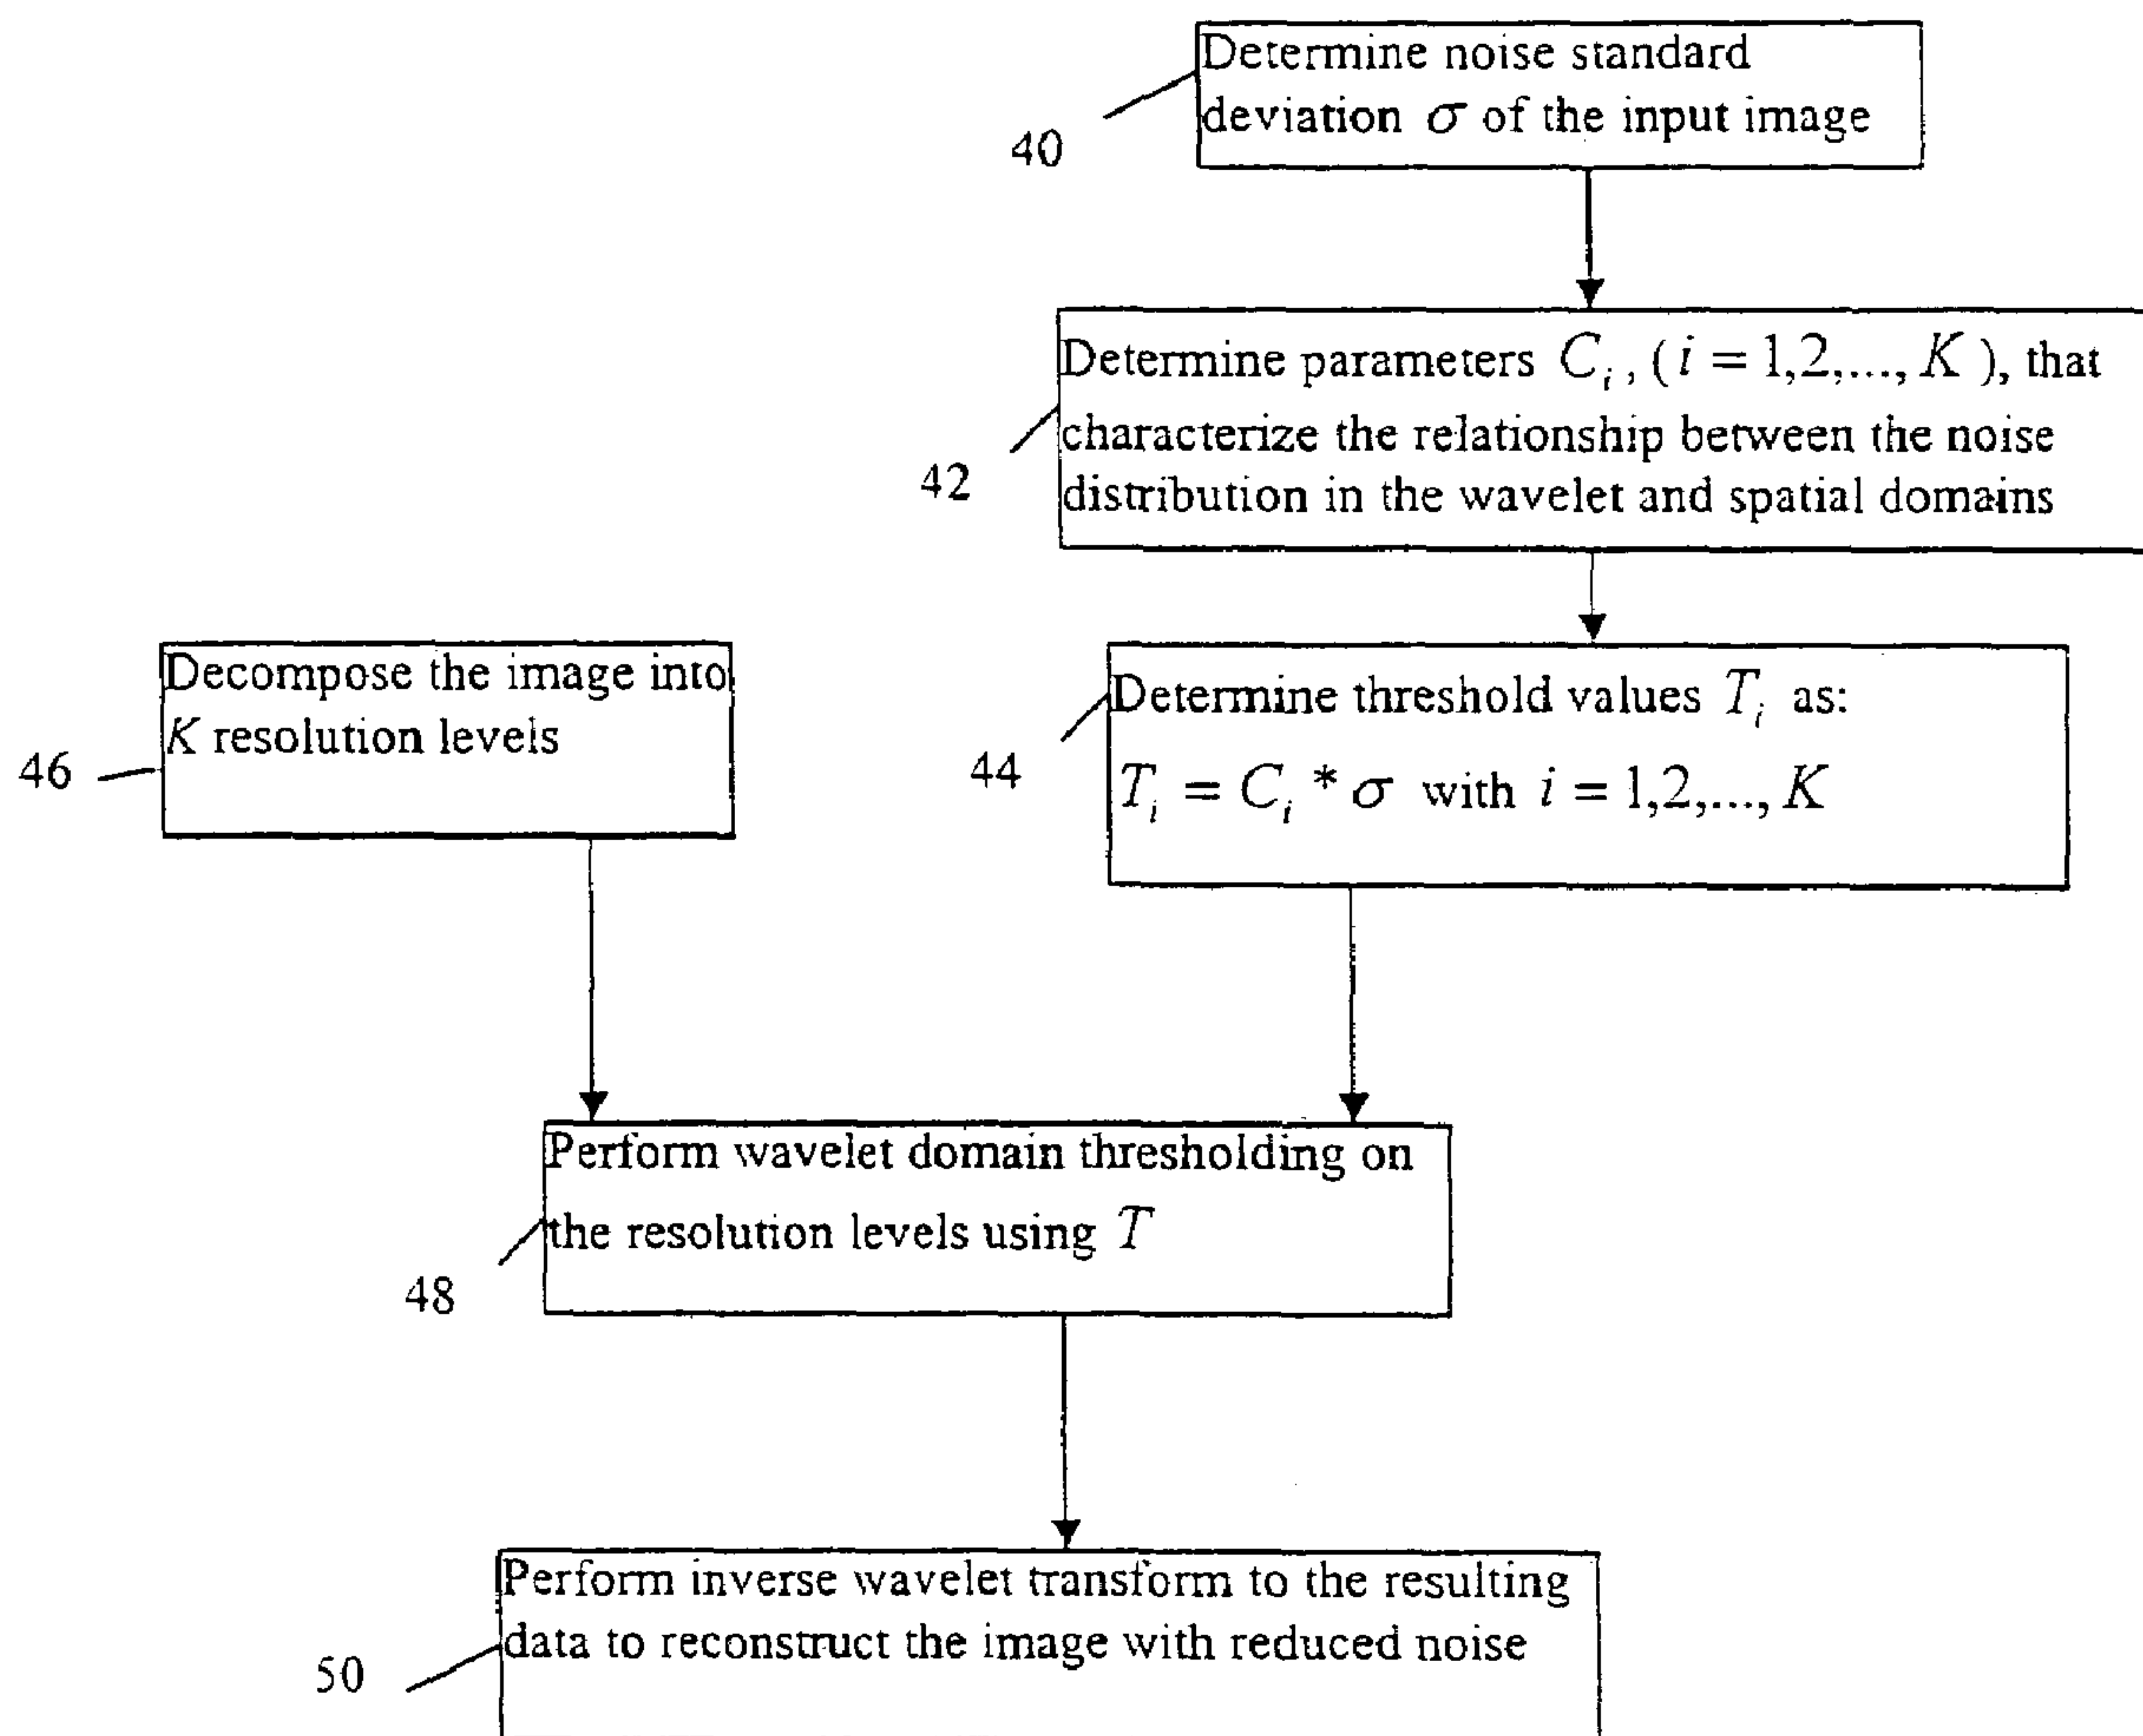 Determine noise standard
deviation σ of the input image
40
Determine parameters C_i, (i = 1,2,..., K), that
characterize the relationship between the noise
distribution in the wavelet and spatial domains
42
Decompose the image into
K resolution levels
46
Determine threshold values T_i as:
T_i = C_i * σ with i = 1,2,..., K
44
Perform wavelet domain thresholding on
the resolution levels using T
48
Perform inverse wavelet transform to the resulting
data to reconstruct the image with reduced noise
50